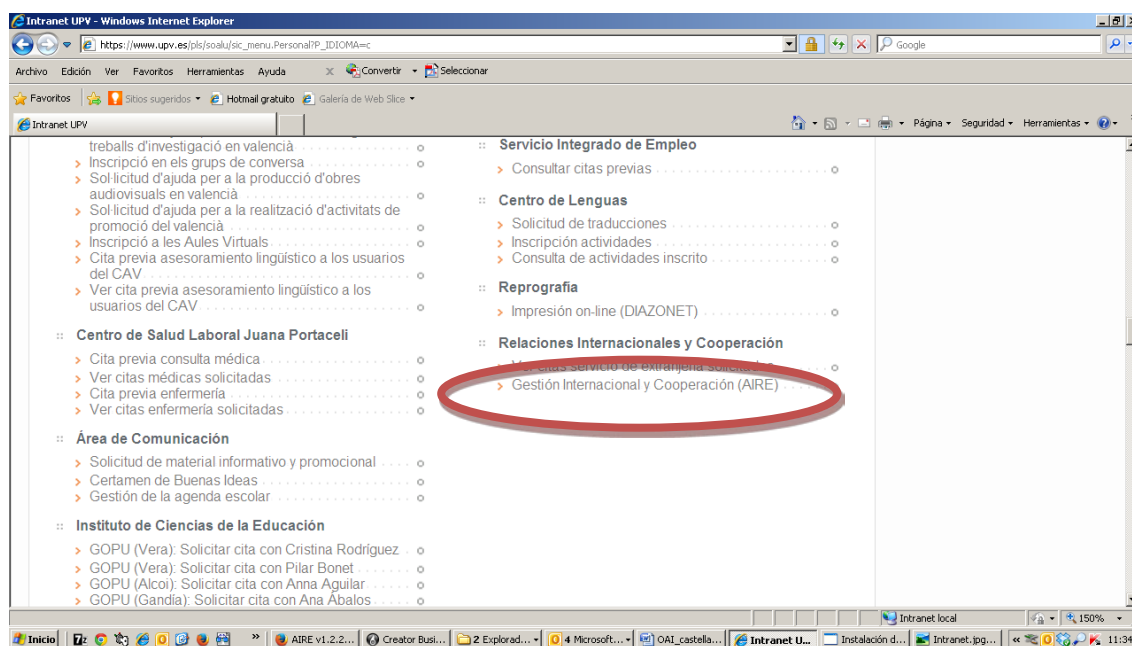 Intranet UPV - Windows Internet Explorer
https://www.upv.es/pls/soalu/sic_menu.Personal?P_IDIOMA=c
Google
Archivo Edición Ver Favoritos Herramientas Ayuda x Convertir Seleccionar
Favoritos Sitios sugeridos Hotmail gratuito Galería de Web Slice
Intranet UPV
Página Seguridad Herramientas
treballs d'investigació en valencià
Inscripció en els grups de conversa
Sol·licitud d'ajuda per a la producció d'obres
audiovisuals en valencià
Sol·licitud d'ajuda per a la realització d'activitats de
promoció del valencià
Inscripció a les Aules Virtuals
Cita previa asesoramiento lingüístico a los usuarios
del CAV
Ver cita previa asesoramiento lingüístico a los
usuarios del CAV
Centro de Salud Laboral Juana Portaceli
Cita previa consulta médica
Ver citas médicas solicitadas
Cita previa enfermería
Ver citas enfermería solicitadas
Área de Comunicación
Solicitud de material informativo y promocional
Certamen de Buenas Ideas
Gestión de la agenda escolar
Instituto de Ciencias de la Educación
GOPU (Vera): Solicitar cita con Cristina Rodríguez
GOPU (Vera): Solicitar cita con Pilar Bonet
GOPU (Alcoi): Solicitar cita con Anna Aguilar
GOPU (Gandía): Solicitar cita con Ana Ábalos
Servicio Integrado de Empleo
Consultar citas previas
Centro de Lenguas
Solicitud de traducciones
Inscripción actividades
Consulta de actividades inscrito
Reprografia
Impresión on-line (DIAZONET)
Relaciones Internacionales y Cooperación
Ver citas servicio de extranjería solicitadas
Gestión Internacional y Cooperación (AIRE)
Intranet local
150%
Inicio
AIRE v1.2.2...
Creator Busi...
2 Explorad...
4 Microsoft...
OAI_castella...
Intranet U...
Instalación d...
Intranet.jpg...
11:34